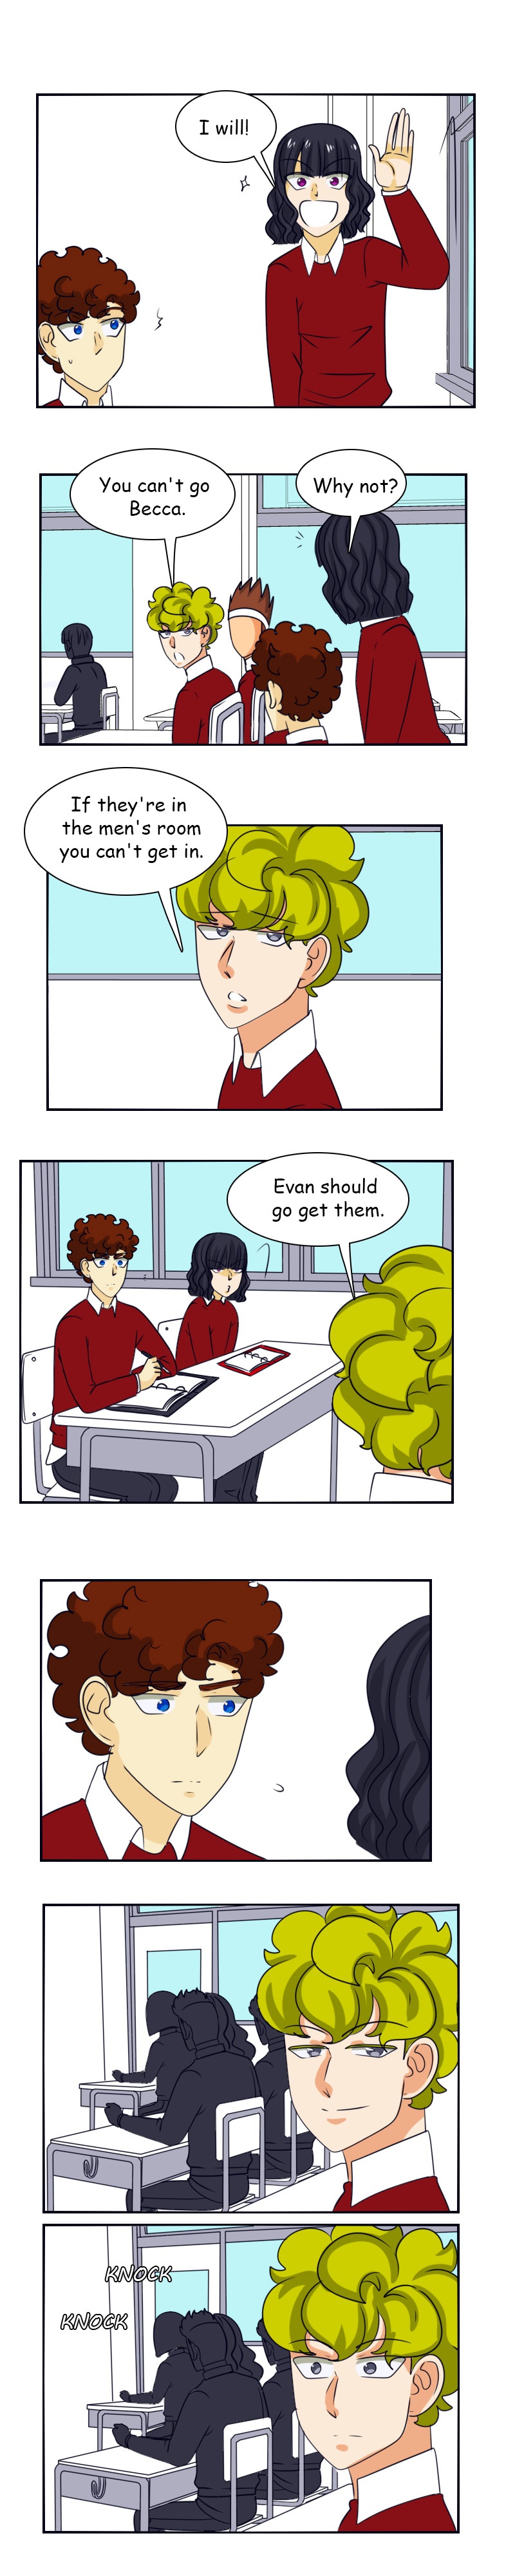 I will!
You can't go
Becca.
Why not?
If they're in
the men's room
you can't get in.
Evan should
go get them.
KNOCK
KNOCK